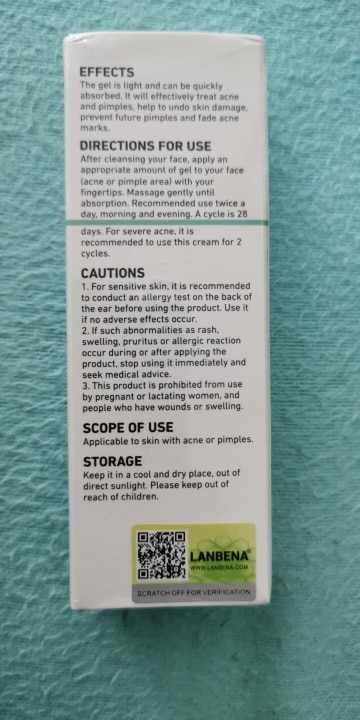 EFFECTS
The gel is light and can be quickly
absorbed. It will effectively treat acne
and pimples, help to undo skin damage,
prevent future pimples and fade acne
marks.
DIRECTIONS FOR USE
After cleansing your face, apply an
appropriate amount of gel to your face
(acne or pimple area) with your
fingertips. Massage gently until
absorption. Recommended use twice a
day, morning and evening. A cycle is 28
days. For severe acne, it is
recommended to use this cream for 2
cycles.
CAUTIONS
1. For sensitive skin, it is recommended
to conduct an allergy test on the back of
the ear before using the product. Use it
if no adverse effects occur.
2. If such abnormalities as rash,
swelling, pruritus or allergic reaction
occur during or after applying the
product, stop using it immediately and
seek medical advice.
3. This product is prohibited from use
by pregnant or lactating women, and
people who have wounds or swelling.
SCOPE OF USE
Applicable to skin with acne or pimples.
STORAGE
Keep it in a cool and dry place, out of
direct sunlight. Please keep out of
reach of children.
LANBENA®
WWW.LANBENA.COM
SCRATCH OFF FOR VERIFICATION